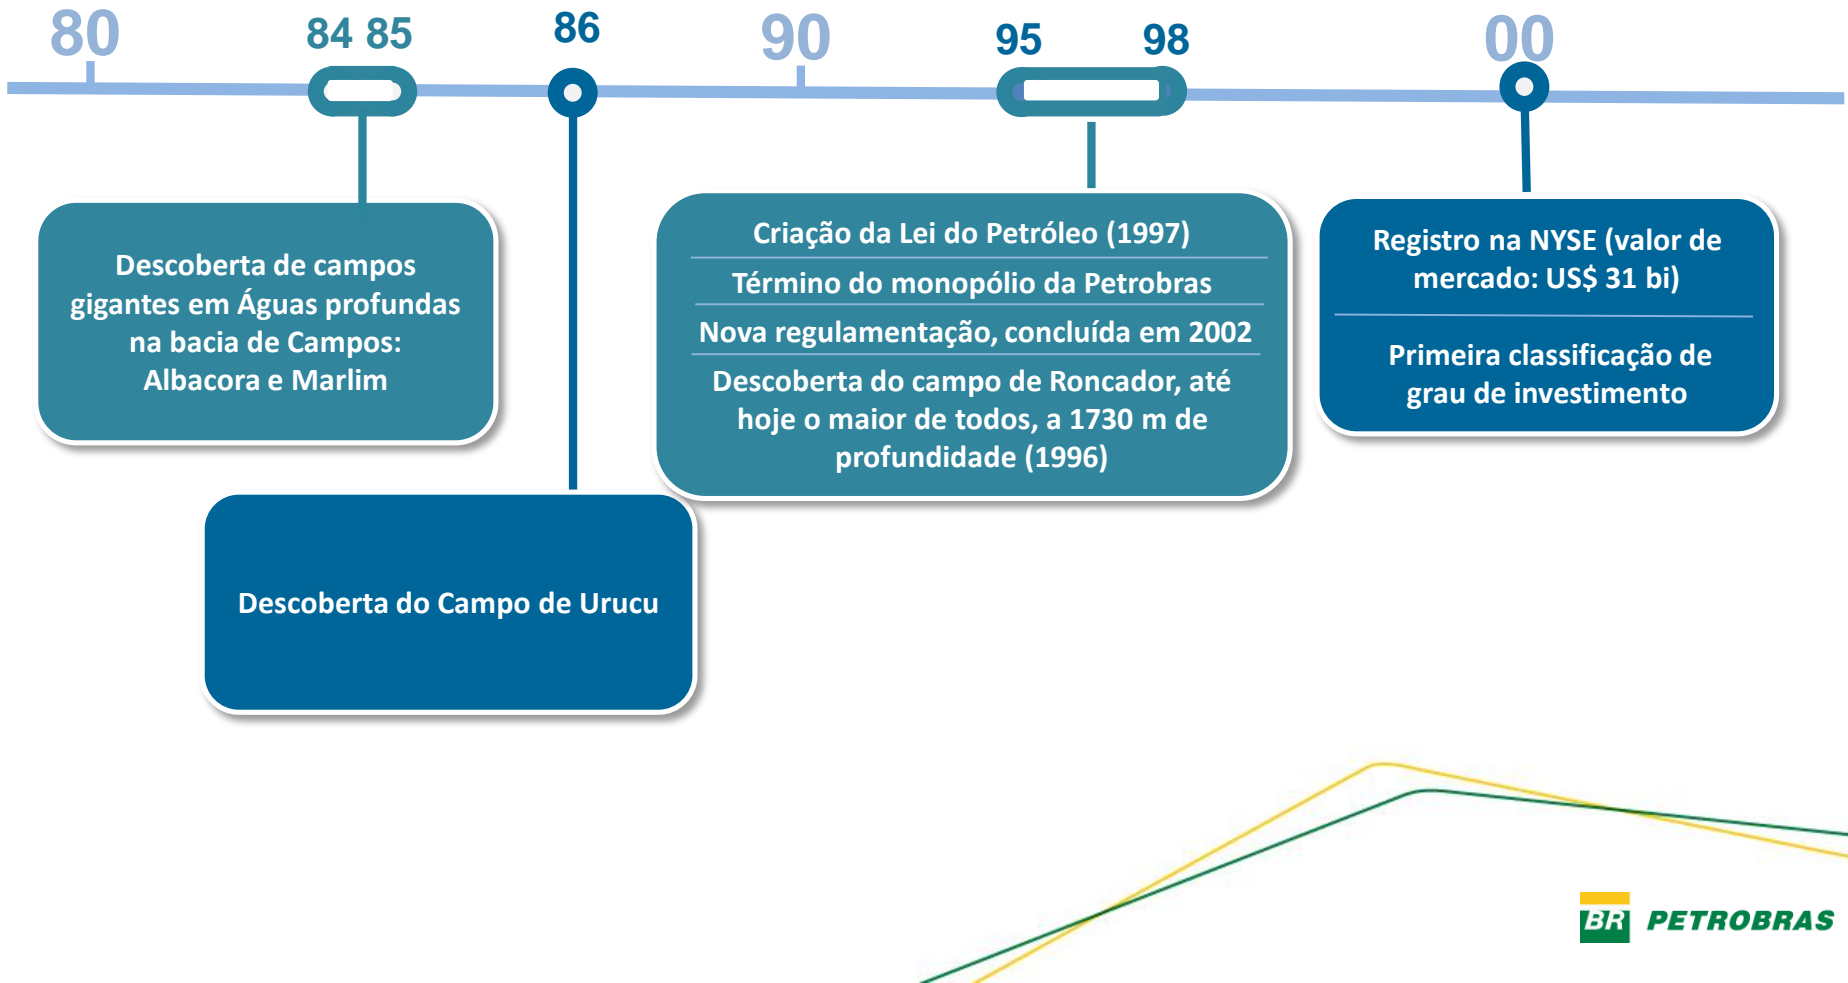 80
84 85
86
90
95
98
00
Descoberta de campos
gigantes em Águas profundas
na bacia de Campos:
Albacora e Marlim
Descoberta do Campo de Urucu
Criação da Lei do Petróleo (1997)
Término do monopólio da Petrobras
Nova regulamentação, concluída em 2002
Descoberta do campo de Roncador, até
hoje o maior de todos, a 1730 m de
profundidade (1996)
Registro na NYSE (valor de
mercado: US$ 31 bi)
Primeira classificação de
grau de investimento
BR PETROBRAS